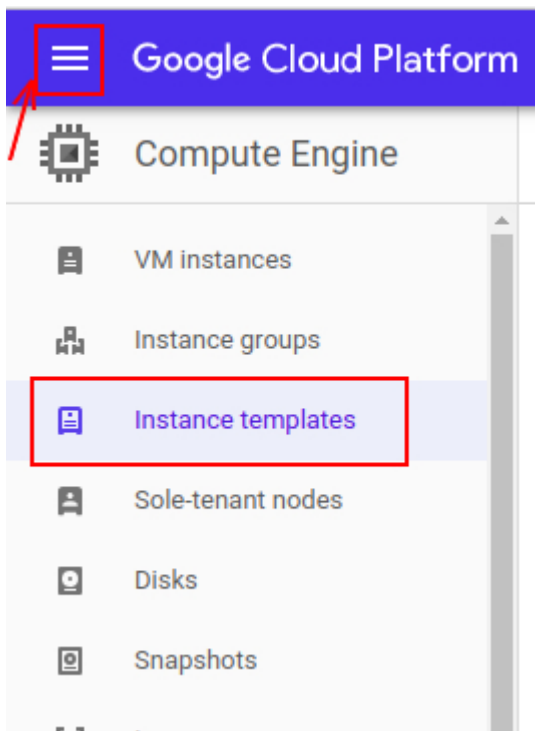 Google Cloud Platform
Compute Engine
VM instances
Instance groups
Instance templates
Sole-tenant nodes
Disks
Snapshots